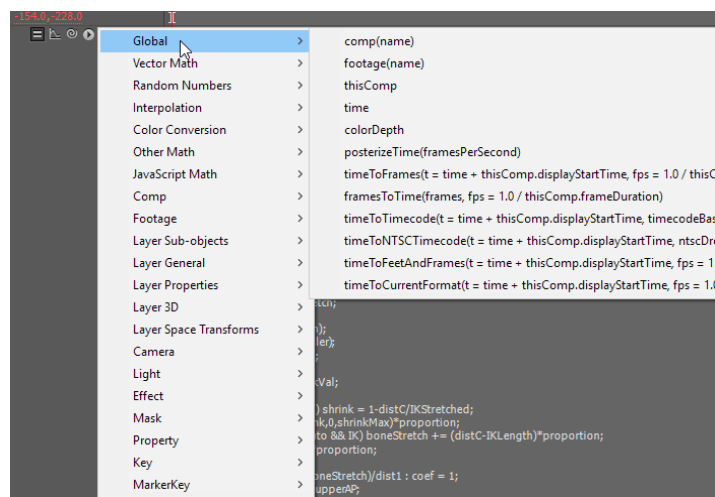 -154.0,-228.0
Global
Vector Math
Random Numbers
Interpolation
Color Conversion
Other Math
JavaScript Math
Comp
Footage
Layer Sub-objects
Layer General
Layer Properties
Layer 3D
Layer Space Transforms
Camera
Light
Effect
Mask
Property
Key
MarkerKey
comp(name)
footage(name)
thisComp
time
colorDepth
posterizeTime(framesPerSecond)
timeToFrames(t = time + thisComp.displayStartTime, fps = 1.0 / thisC
framesToTime(frames, fps = 1.0 / thisComp.frameDuration)
timeToTimecode(t = time + thisComp.displayStartTime, timecodeBas
timeToNTSCTimecode(t = time + thisComp.displayStartTime, ntscDr
timeToFeetAndFrames(t = time + thisComp.displayStartTime, fps = 1
timeToCurrentFormat(t = time + thisComp.displayStartTime, fps = 1.0
etch;
);
ler);
;
kVal;
) shrink = 1-distC/IKStretched;
nk,0,shrinkMax)*proportion;
uto && IK) boneStretch += (distC-IKLength)*proportion;
proportion;
oneStretch)/dist1 : coef = 1;
upperAP;